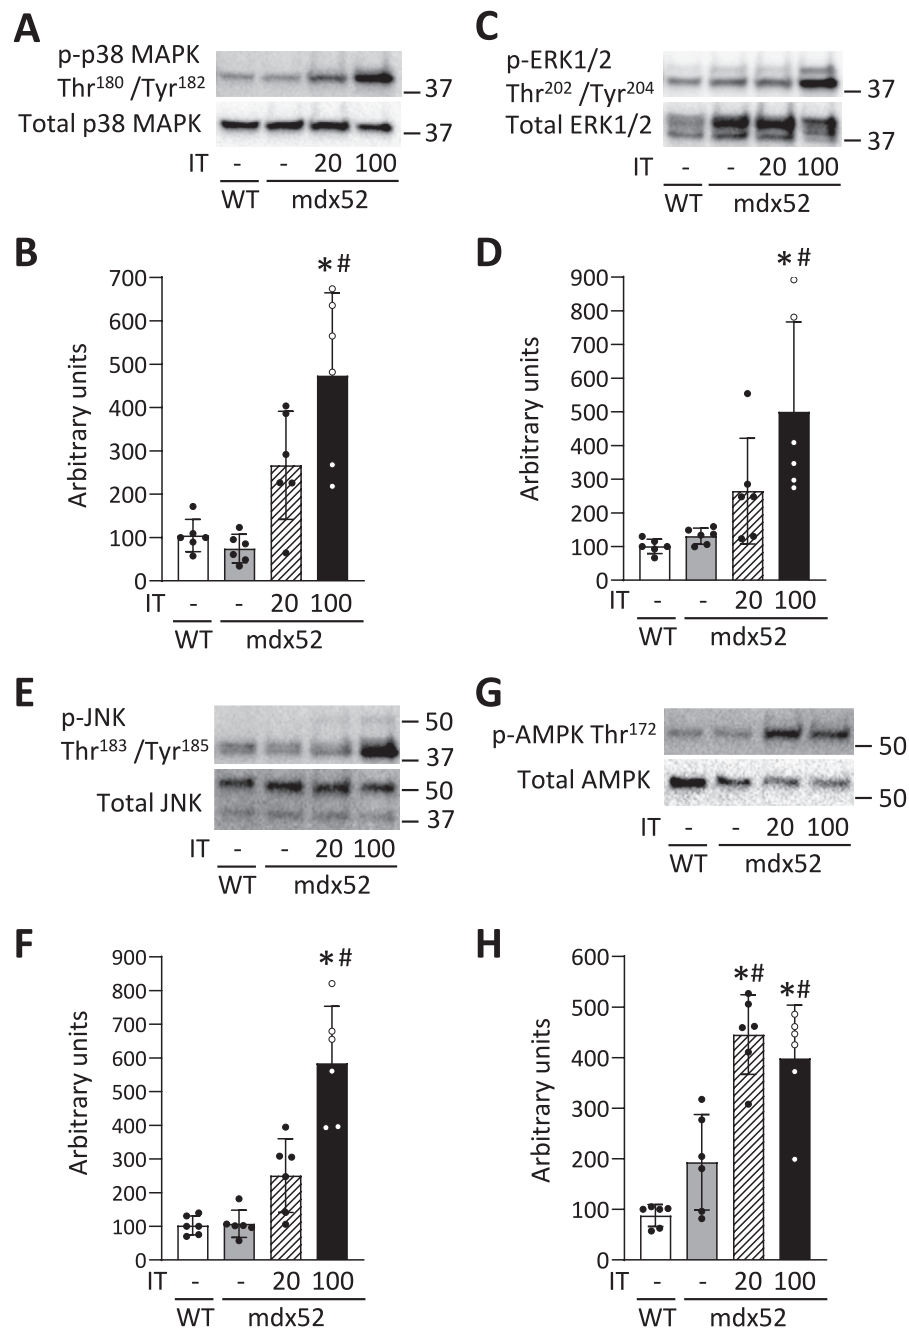 A
p-p38 MAPK
Thr180 /Tyr182
37
Total p38 MAPK
37
IT - - 20 100
WT mdx52
C
p-ERK1/2
Thr202 /Tyr204
37
Total ERK1/2
37
IT - - 20 100
WT mdx52
B
*#
700
600
500
400
300
200
100
0
Arbitrary units
IT - - 20 100
WT mdx52
D
*#
900
800
700
600
500
400
300
200
100
0
Arbitrary units
IT - - 20 100
WT mdx52
E
p-JNK
50
Thr183 /Tyr185
37
Total JNK
50
37
IT - - 20 100
WT mdx52
G
p-AMPK Thr172
50
Total AMPK
50
IT - - 20 100
WT mdx52
F
*#
900
800
700
600
500
400
300
200
100
0
Arbitrary units
IT - - 20 100
WT mdx52
H
*# *#
600
500
400
300
200
100
0
Arbitrary units
IT - - 20 100
WT mdx52